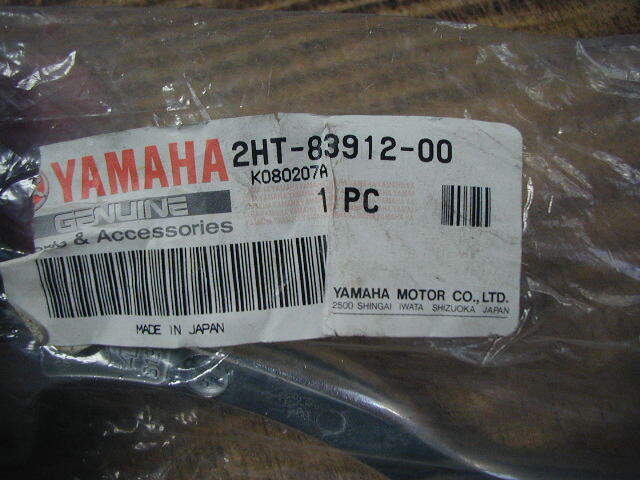 YAMAHA 2HT-83912-00
K080207A
GENUINE
1 PC
& Accessories
YAMAHA MOTOR CO., LTD.
2500 SHINGAI IWATA SHIZUOKA JAPAN
MADE IN JAPAN